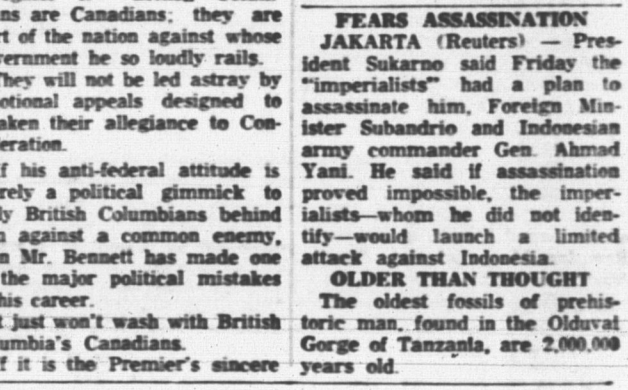 ns are Canadians; they are
rt of the nation against whose
vernment he so loudly rails.
They will not be led astray by
otional appeals designed to
aken their allegiance to Con-
eration.
f his anti-federal attitude is
rely a political gimmick to
ly British Columbians behind
against a common enemy,
n Mr. Bennett has made one
the major political mistakes
his career.
t just won't wash with British
umbia's Canadians.
f it is the Premier's sincere
FEARS ASSASSINATION
JAKARTA (Reuters) — Pres-
ident Sukarno said Friday the
"imperialists" had a plan to
assassinate him, Foreign Min-
ister Subandrio and Indonesian
army commander Gen. Ahmad
Yani. He said if assassination
proved impossible, the imper-
ialists—whom he did not iden-
tify—would launch a limited
attack against Indonesia.
OLDER THAN THOUGHT
The oldest fossils of prehis-
toric man, found in the Olduvai
Gorge of Tanzania, are 2,000,000
years old.